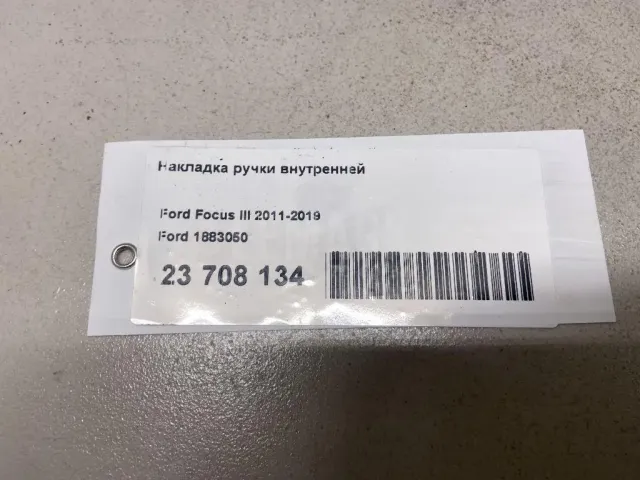 Накладка ручки внутренней
Ford Focus III 2011-2019
Ford 1883050
23 708 134